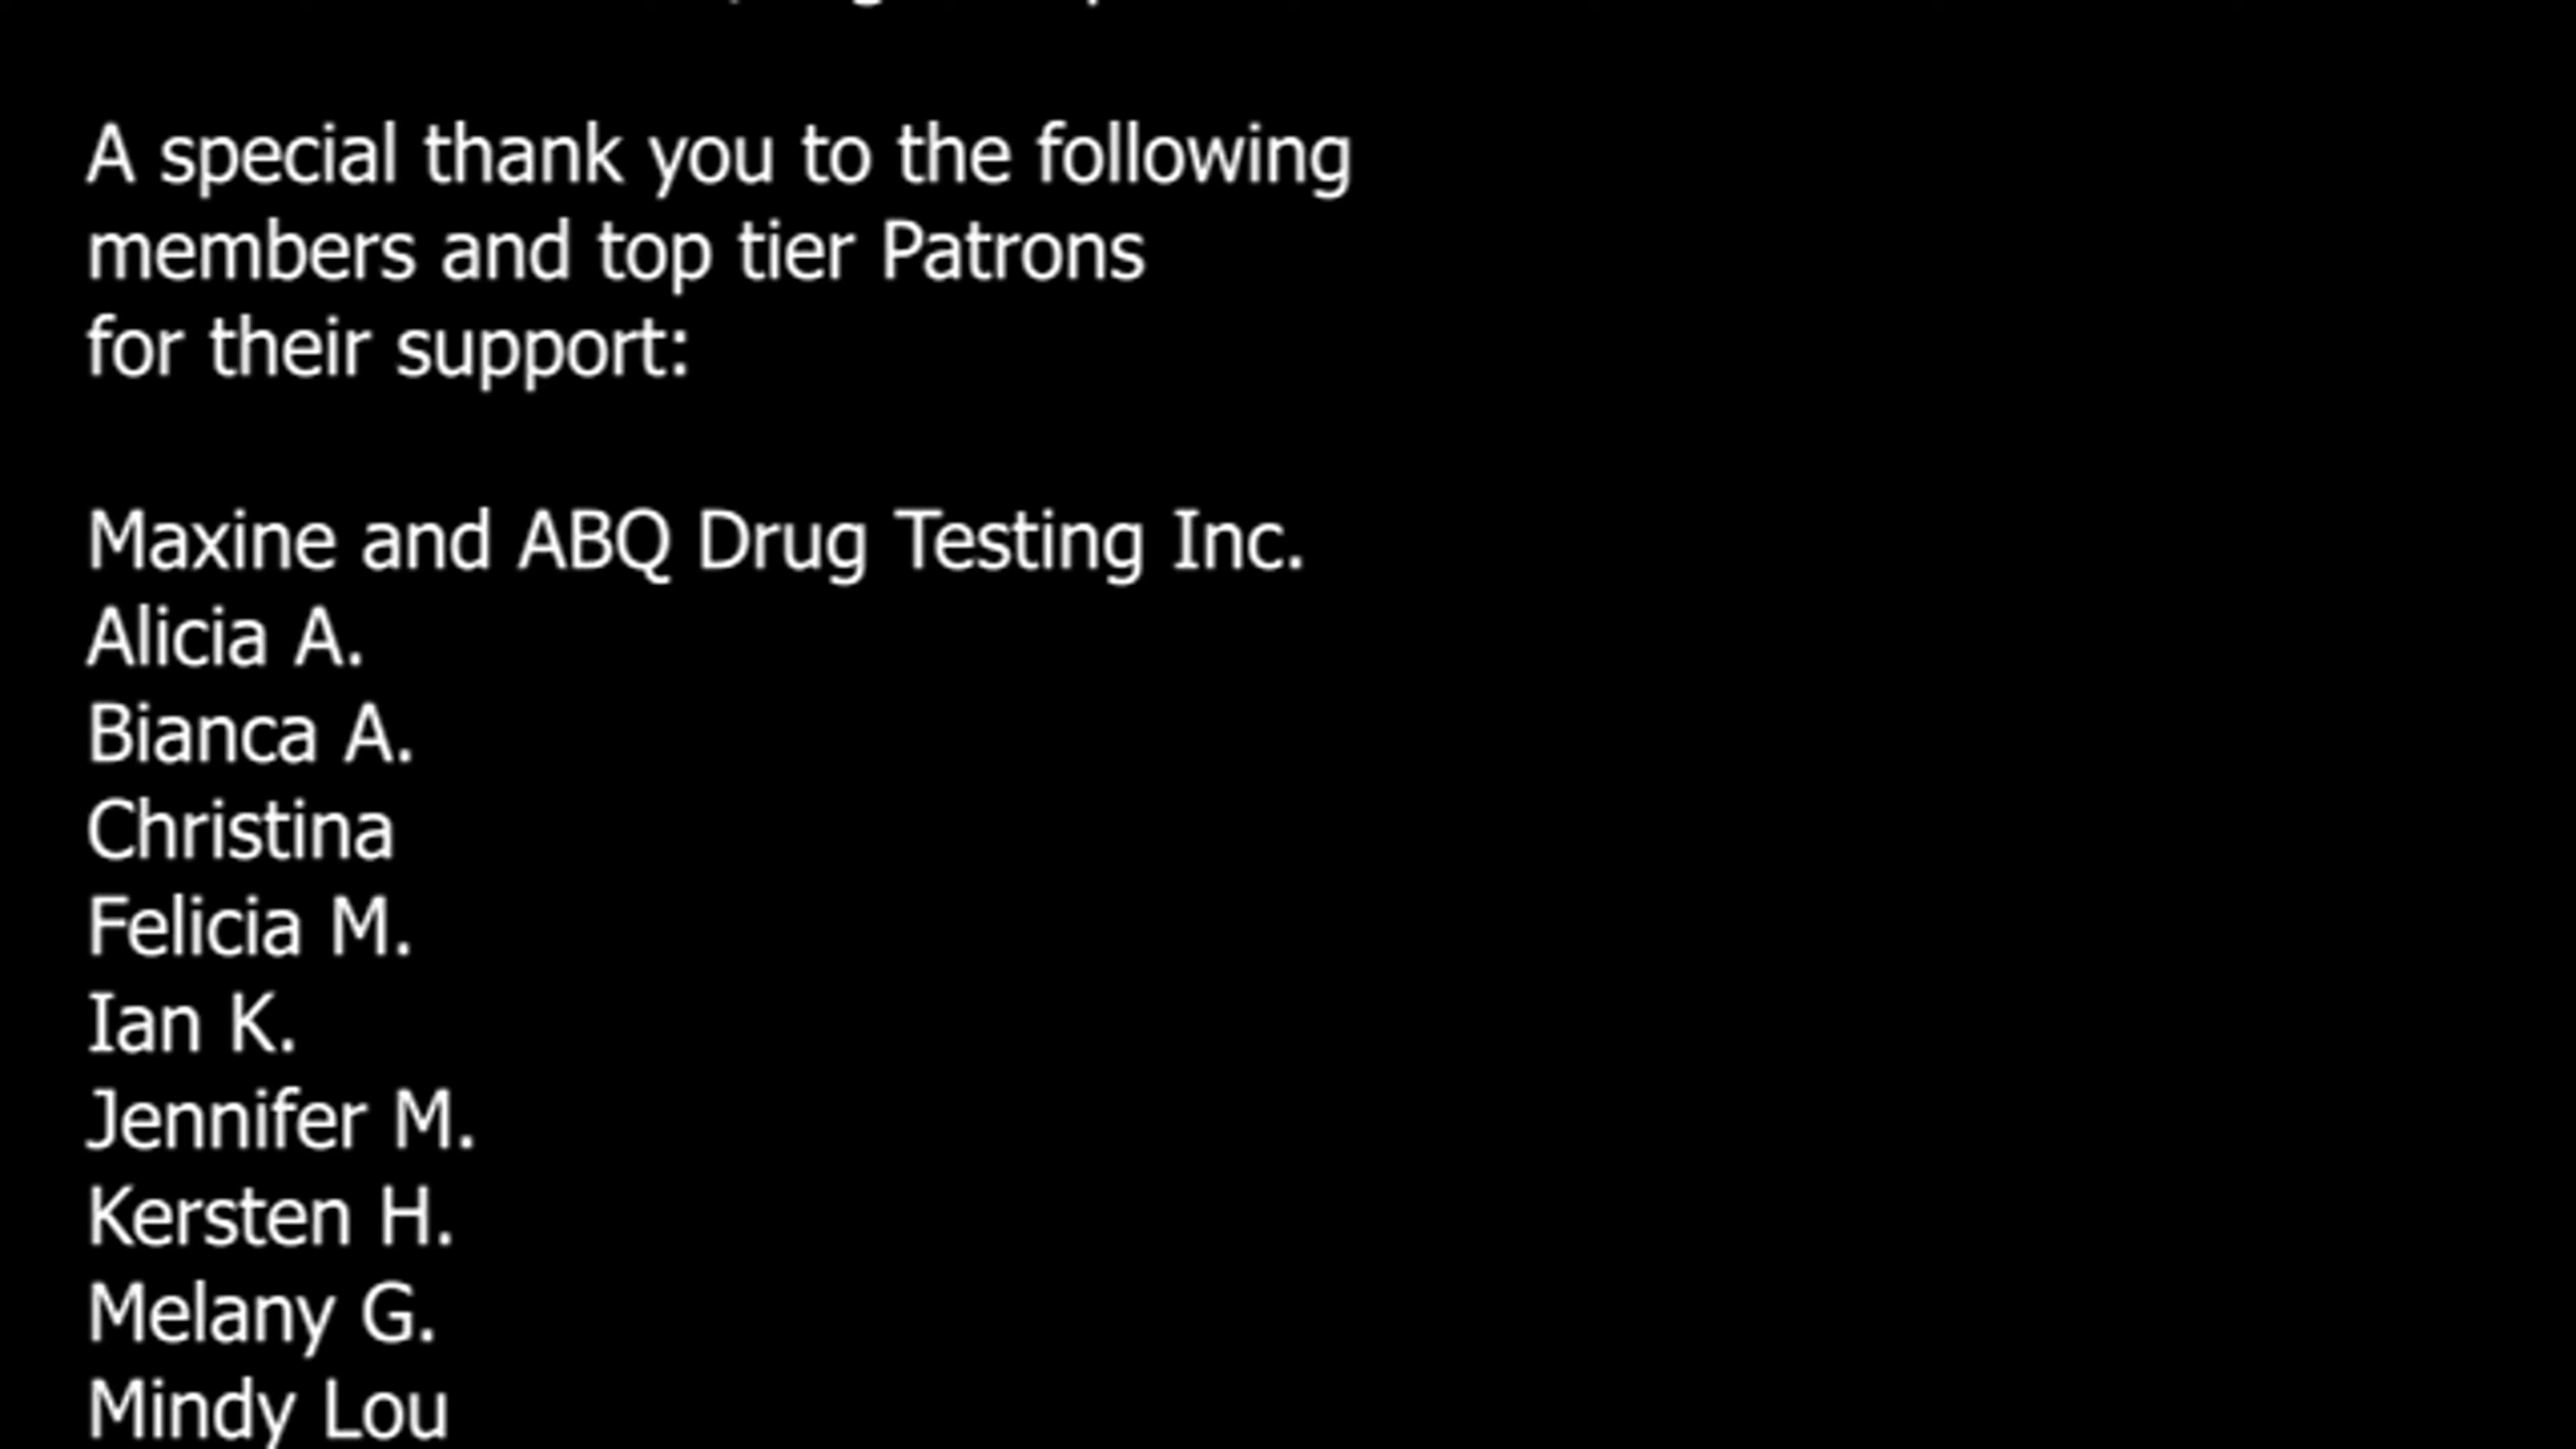 A special thank you to the following
members and top tier Patrons
for their support:
Maxine and ABQ Drug Testing Inc.
Alicia A.
Bianca A.
Christina
Felicia M.
Ian K.
Jennifer M.
Kersten H.
Melany G.
Mindy Lou